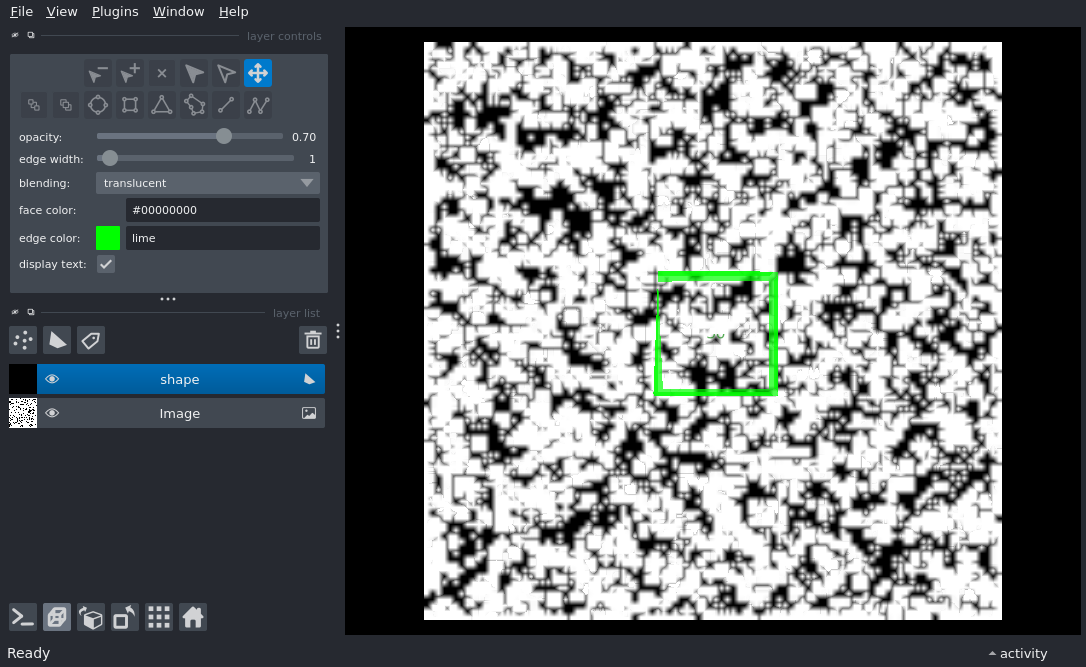 File View Plugins Window Help
layer controls
opacity: 0.70
edge width: 1
blending: translucent
face color: #00000000
edge color: lime
display text:
layer list
shape
Image
Ready
activity